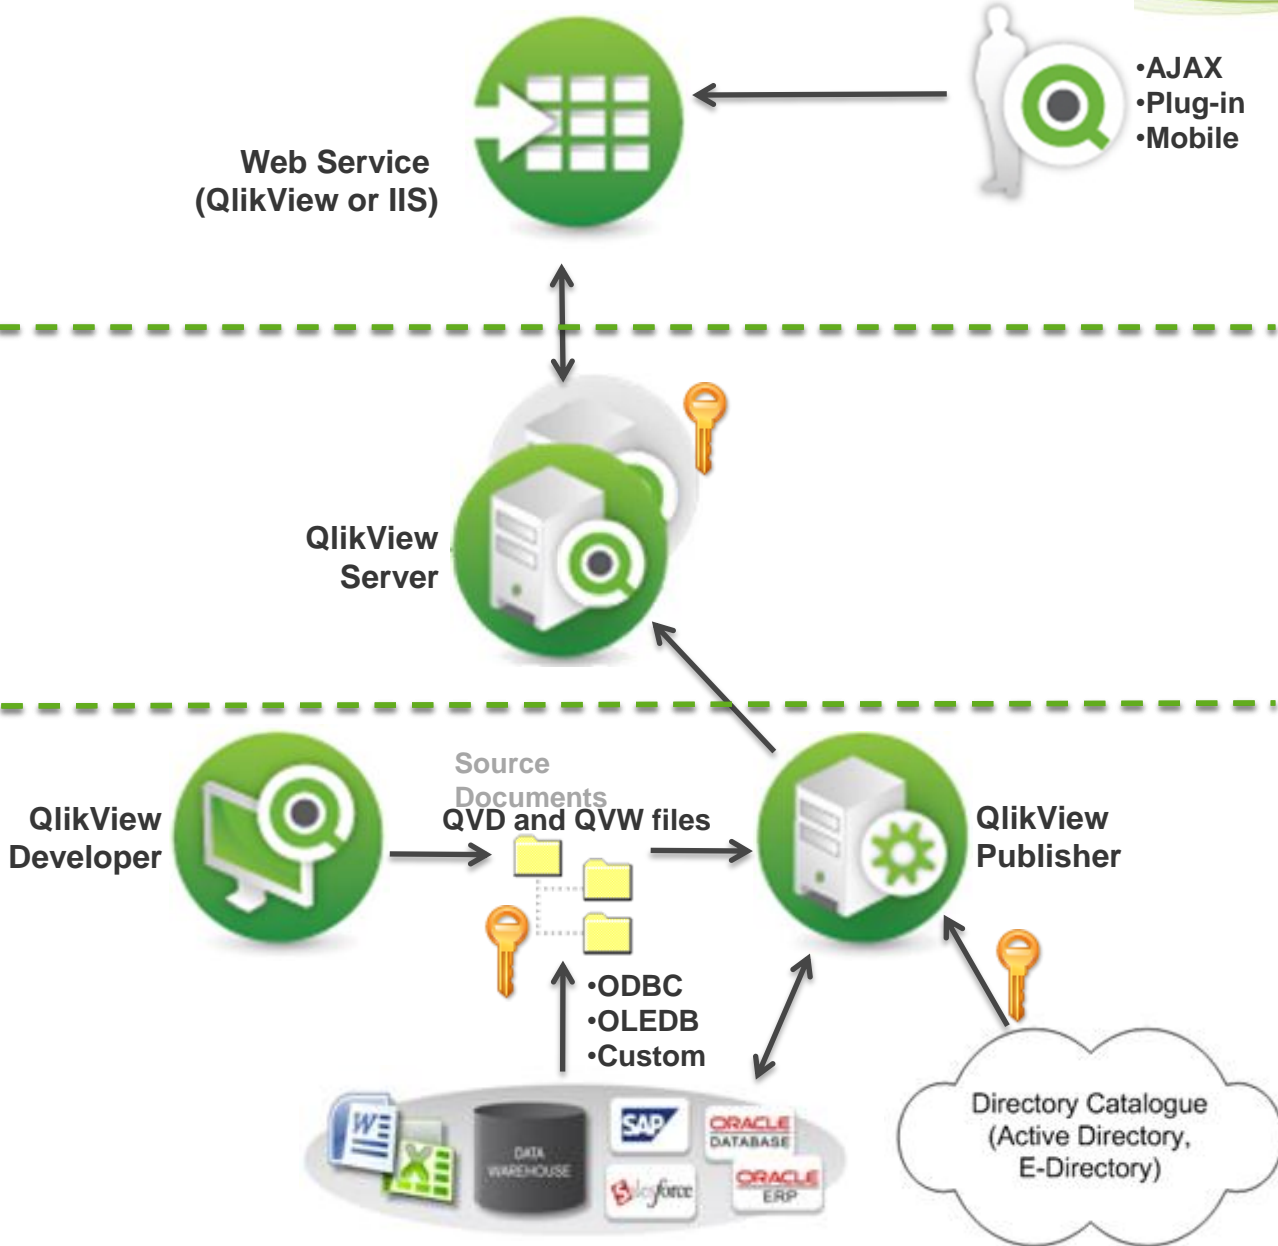 •AJAX
•Plug-in
•Mobile
Web Service
(QlikView or IIS)
QlikView
Server
Source
Documents
QVD and QVW files
QlikView
Developer
QlikView
Publisher
•ODBC
•OLEDB
•Custom
W
X
DATA
WAREHOUSE
SAP
salesforce
ORACLE
DATABASE
ORACLE
ERP
Directory Catalogue
(Active Directory,
E-Directory)